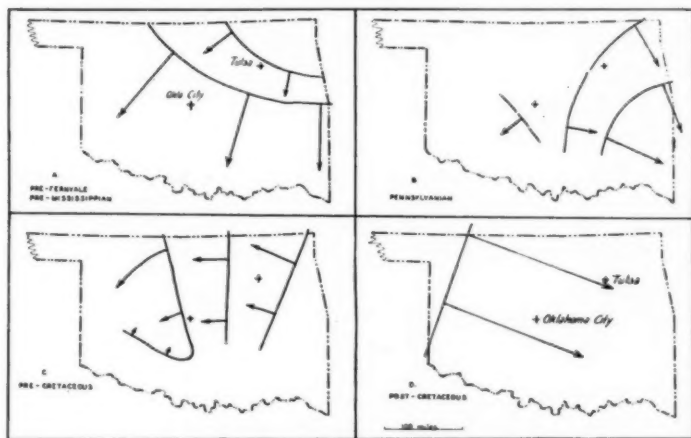 Tulsa
Okla City
A.
PRE-FERNVALE
PRE-MISSISSIPPIAN
B.
PENNSYLVANIAN
C.
PRE-CRETACEOUS
Tulsa
Oklahoma City
D.
POST-CRETACEOUS
100 miles